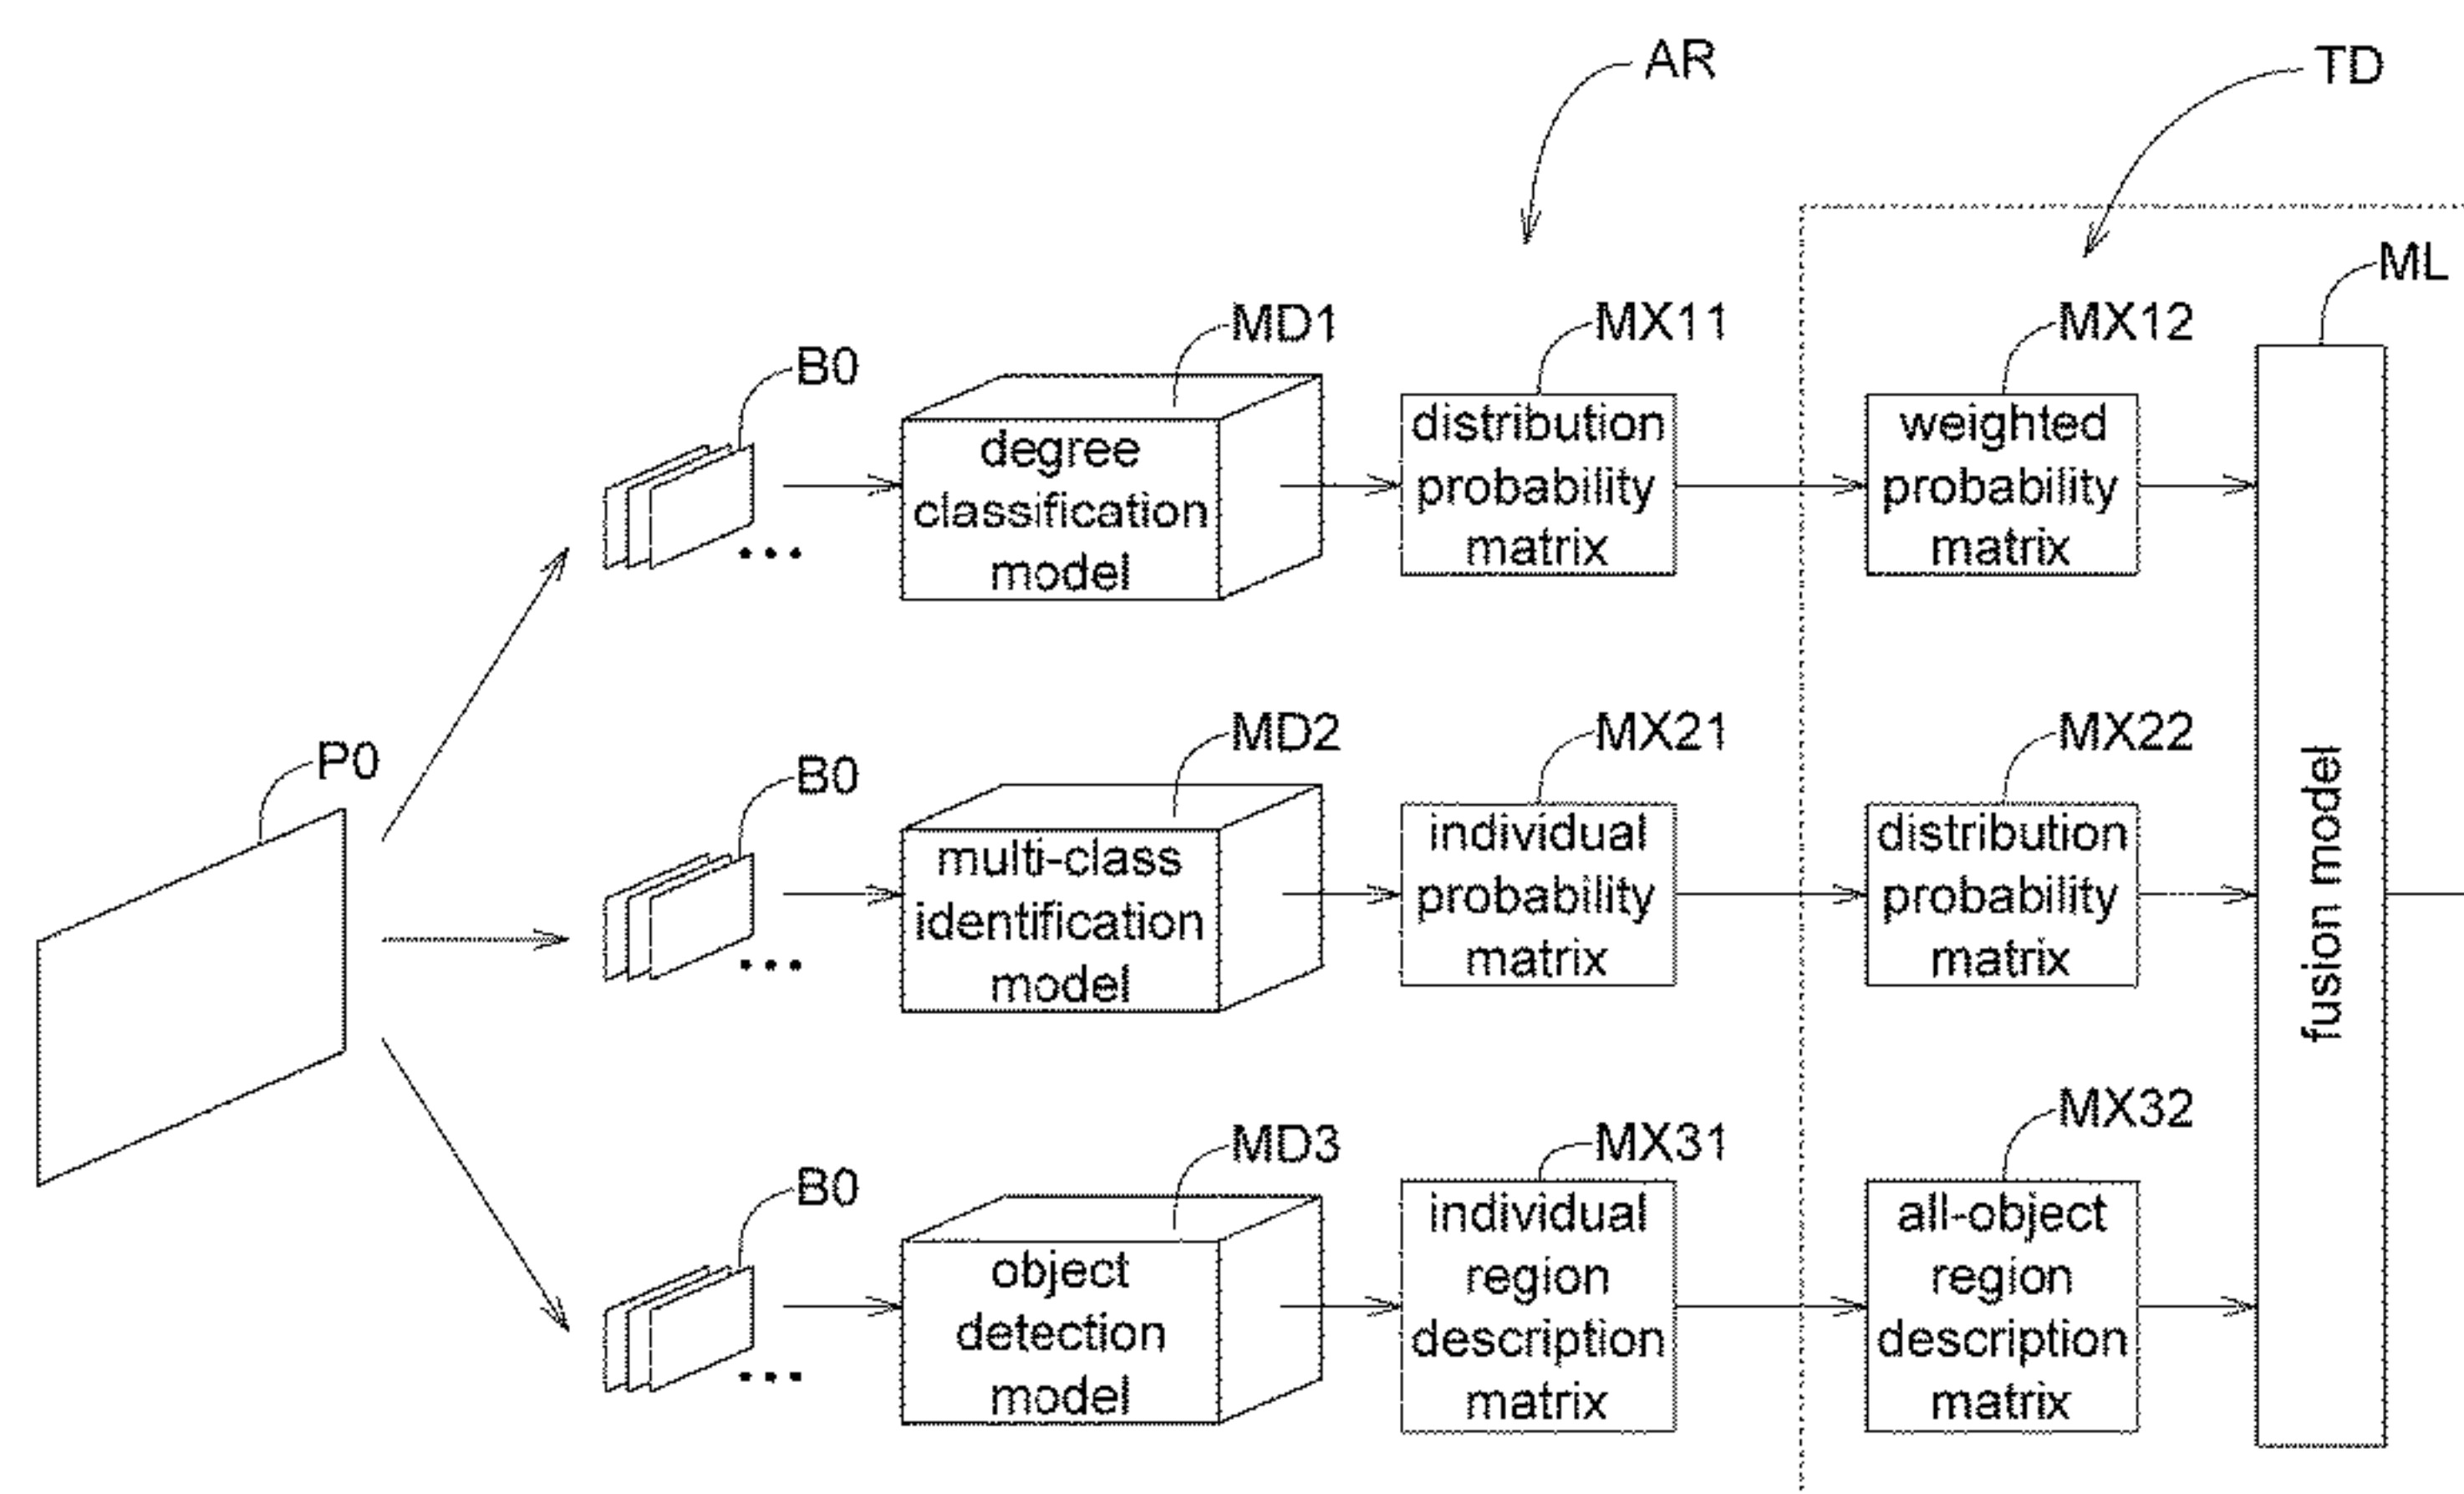 AR
TD
ML
MD1
MX11
MX12
B0
degree
classification
model
distribution
probability
matrix
weighted
probability
matrix
fusion model
P0
MD2
MX21
MX22
B0
multi-class
identification
model
individual
probability
matrix
distribution
probability
matrix
MD3
MX31
MX32
B0
object
detection
model
individual
region
description
matrix
all-object
region
description
matrix